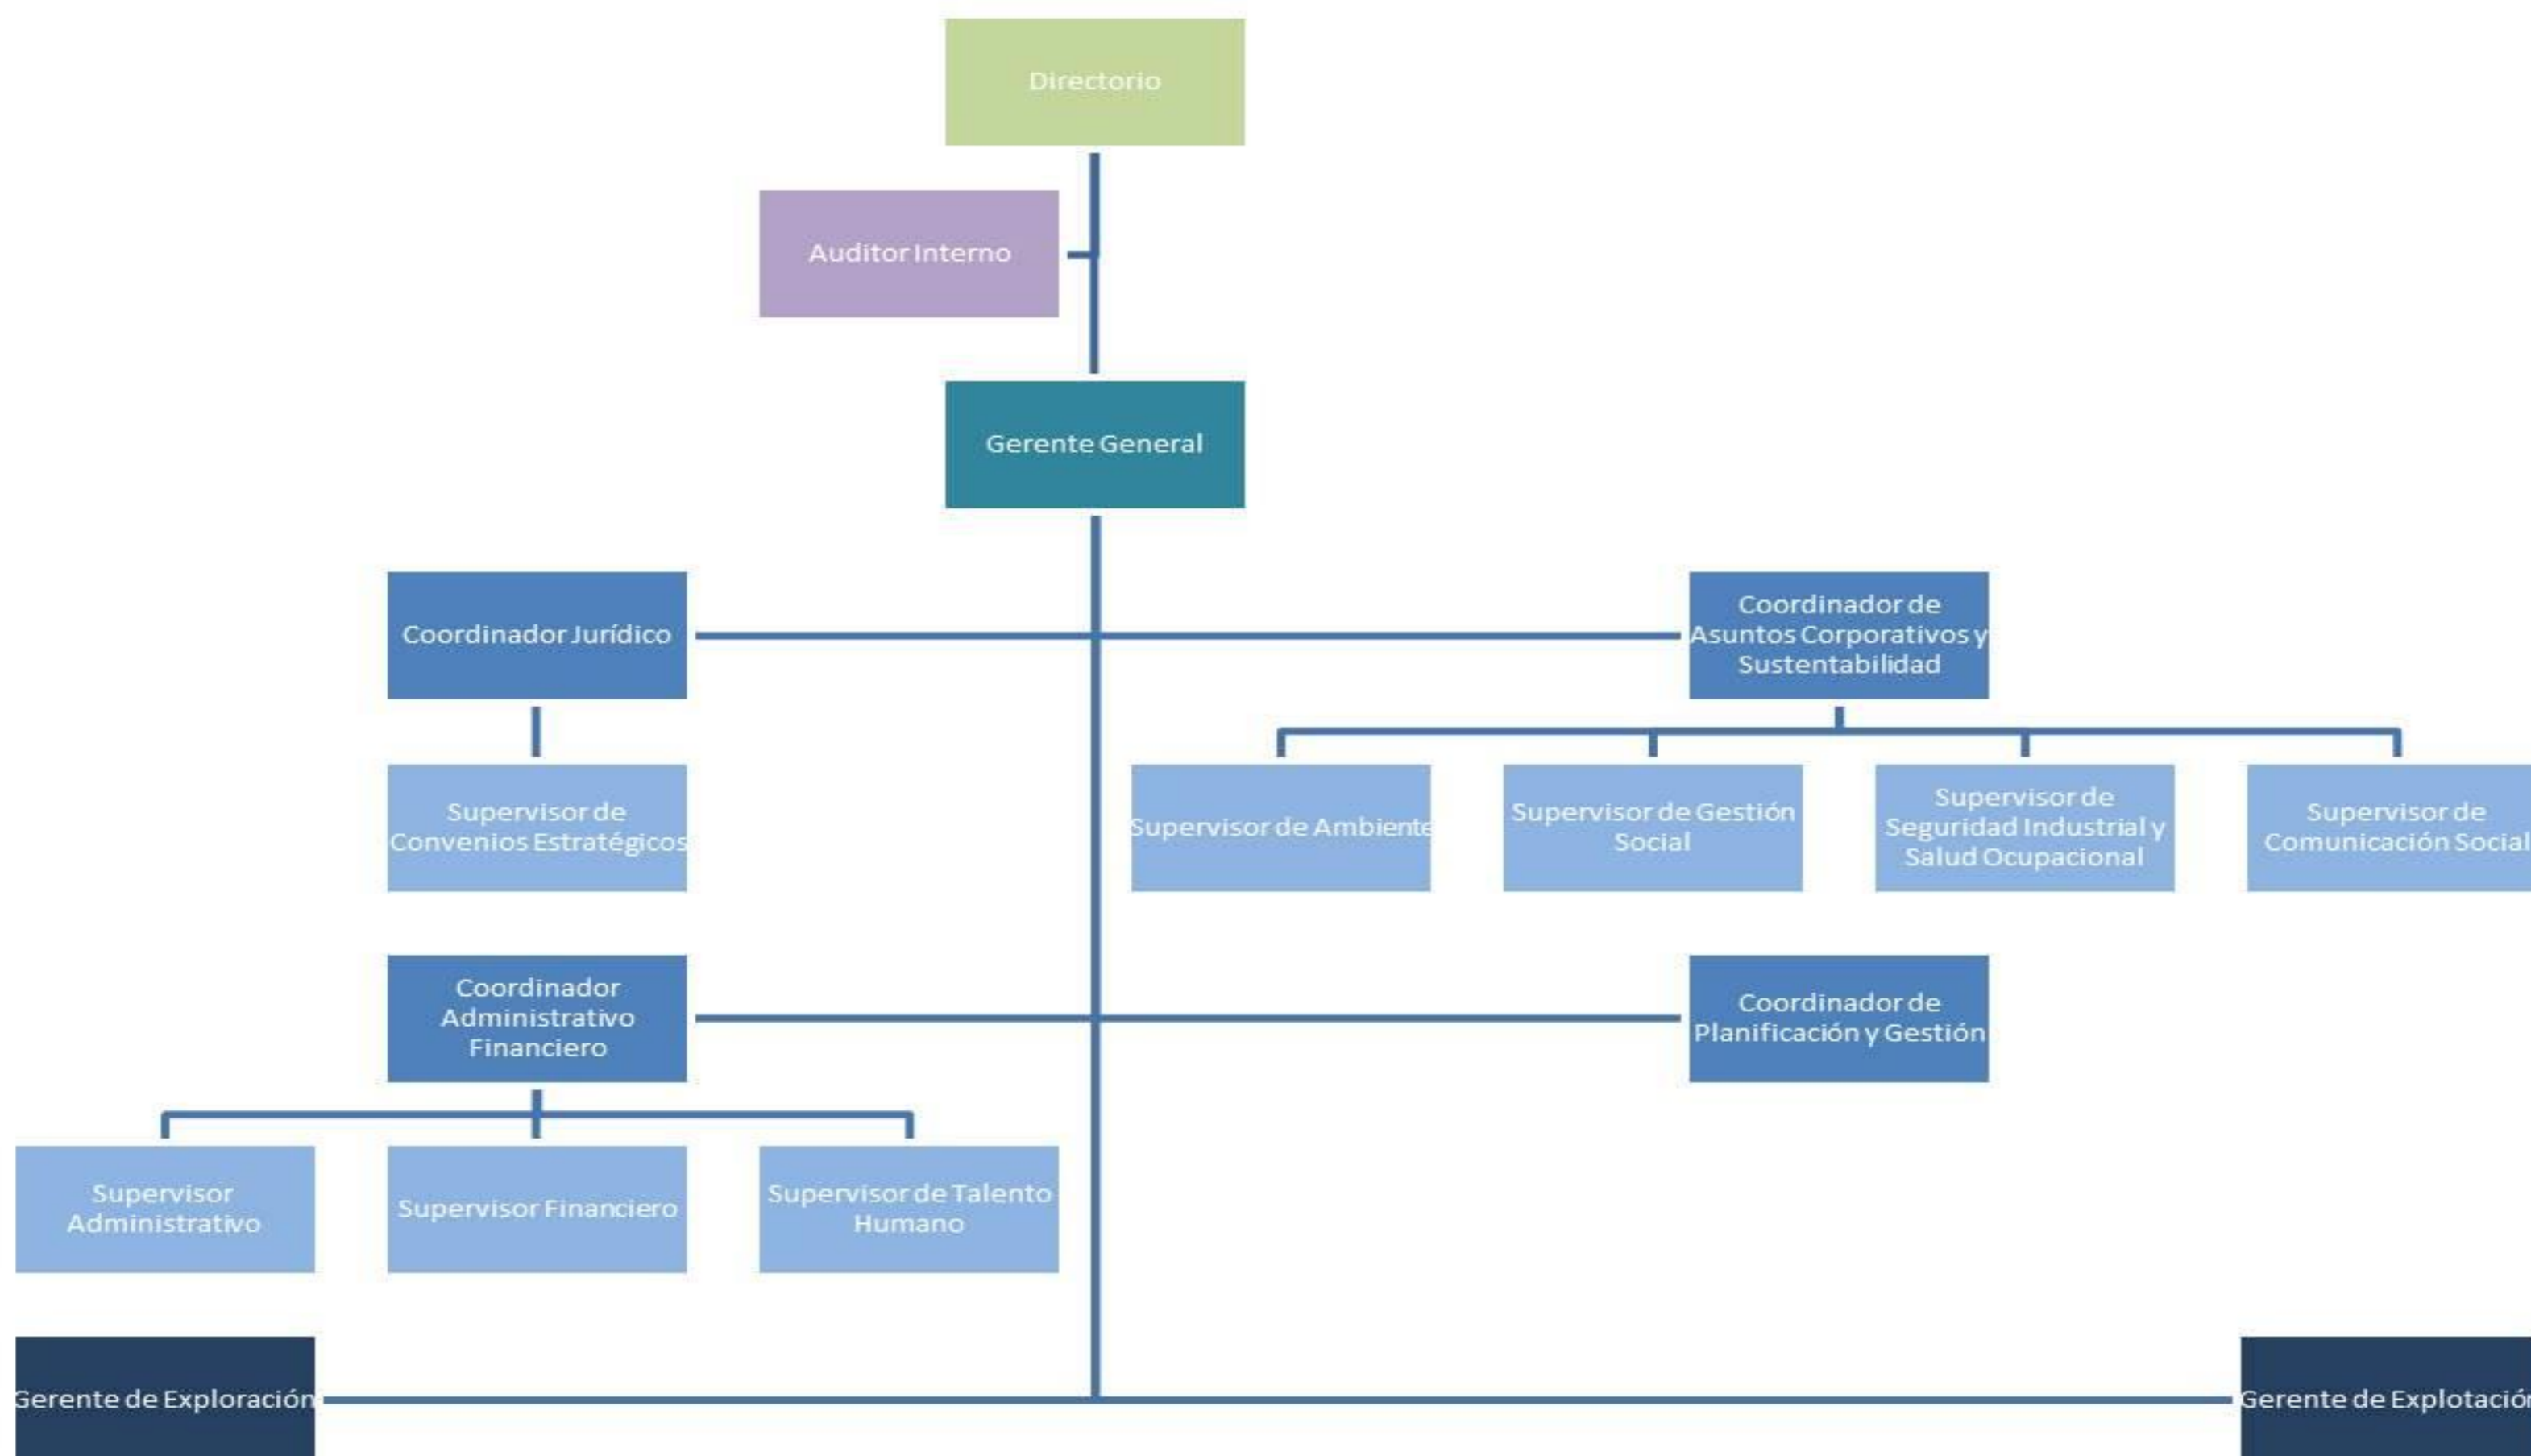 Directorio
Auditor Interno
Gerente General
Coordinador Jurídico
Coordinador de
Asuntos Corporativos y
Sustentabilidad
Supervisor de
Convenios Estratégicos
Supervisor de Ambiente
Supervisor de Gestión
Social
Supervisor de
Seguridad Industrial y
Salud Ocupacional
Supervisor de
Comunicación Social
Coordinador
Administrativo
Financiero
Coordinador de
Planificación y Gestión
Supervisor
Administrativo
Supervisor Financiero
Supervisor de Talento
Humano
Gerente de Exploración
Gerente de Explotación